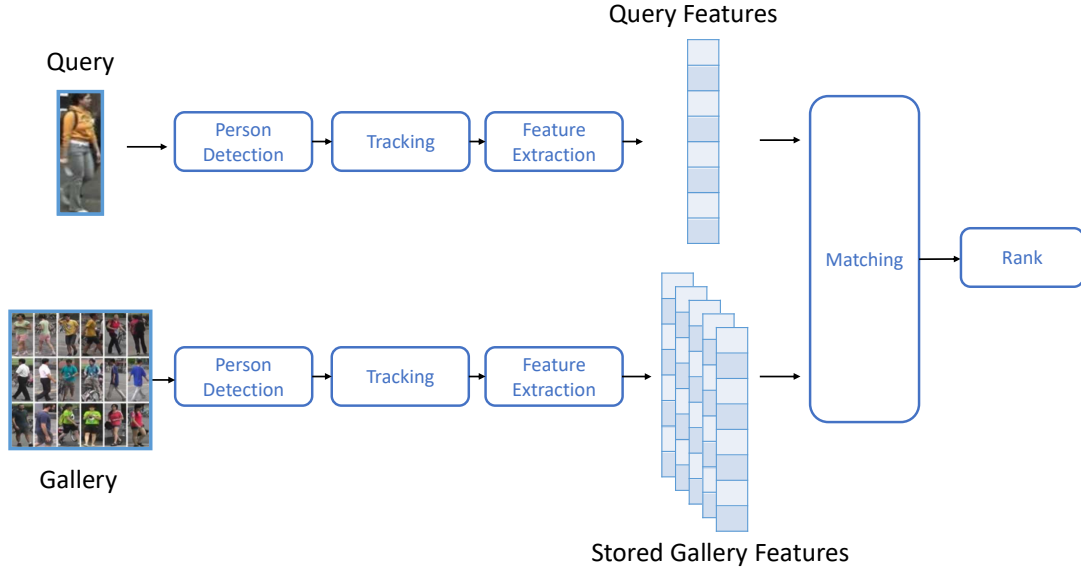 Query Features
Query
Person
Detection
Tracking
Feature
Extraction
Matching
Rank
Person
Detection
Tracking
Feature
Extraction
Gallery
Stored Gallery Features